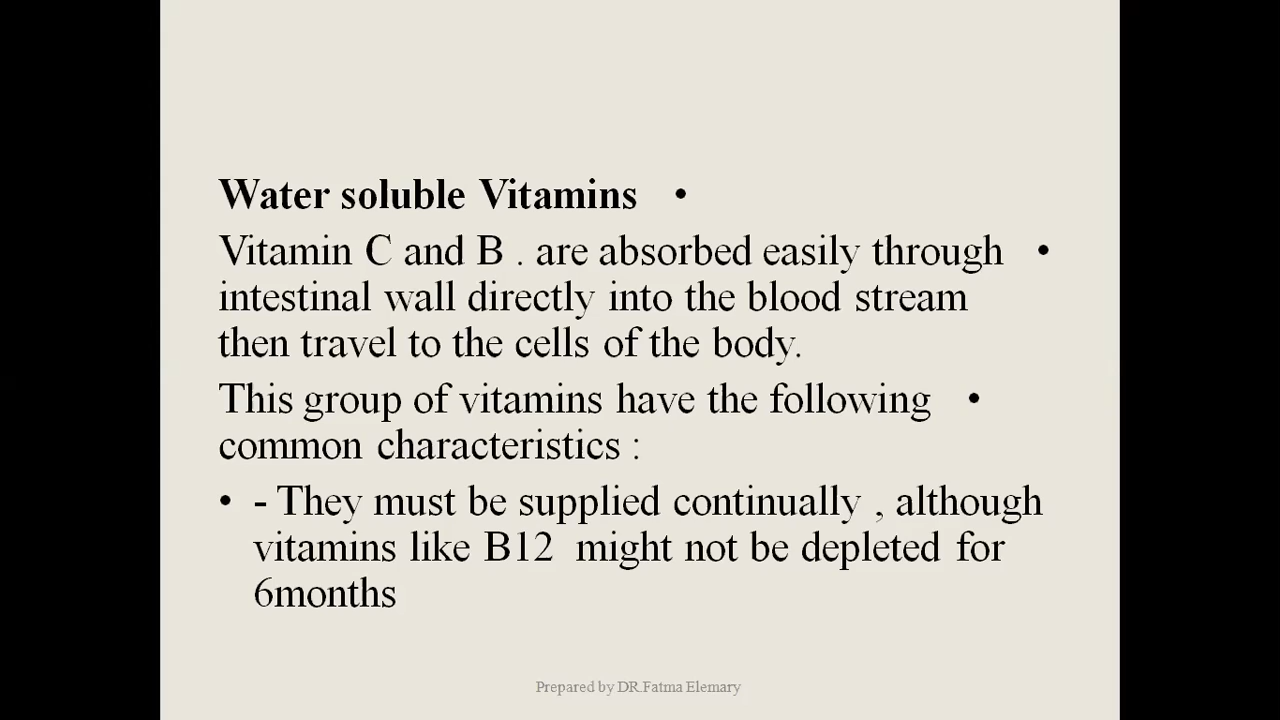 Water soluble Vitamins •
Vitamin C and B . are absorbed easily through •
intestinal wall directly into the blood stream
then travel to the cells of the body.
This group of vitamins have the following •
common characteristics :
• - They must be supplied continually , although
vitamins like B12 might not be depleted for
6months
Prepared by DR.Fatma Elemary